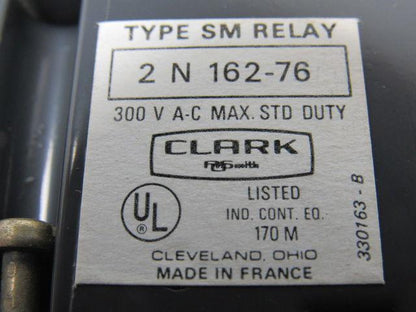 TYPE SM RELAY
2 N 162-76
300 V A-C MAX. STD DUTY
CLARK
AOSmith
UL
LISTED
IND. CONT. EQ.
170 M
330163 - B
CLEVELAND, OHIO
MADE IN FRANCE